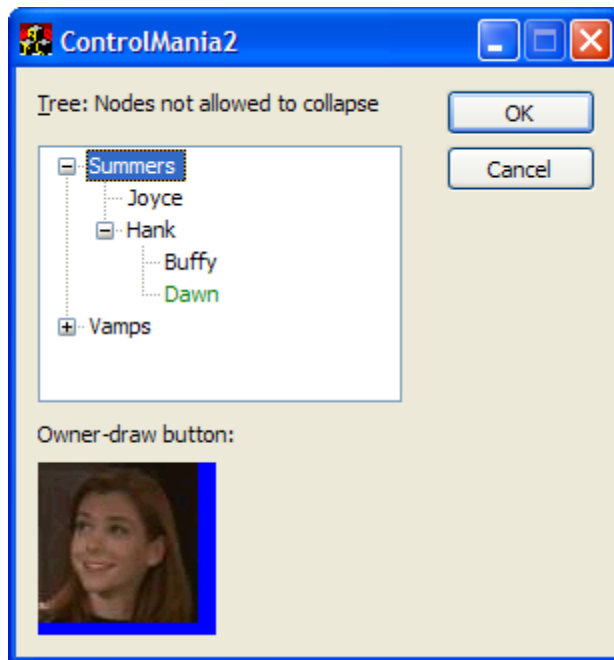 ControlMania2
Tree: Nodes not allowed to collapse
OK
Cancel
Summers
Joyce
Hank
Buffy
Dawn
Vamps
Owner-draw button: